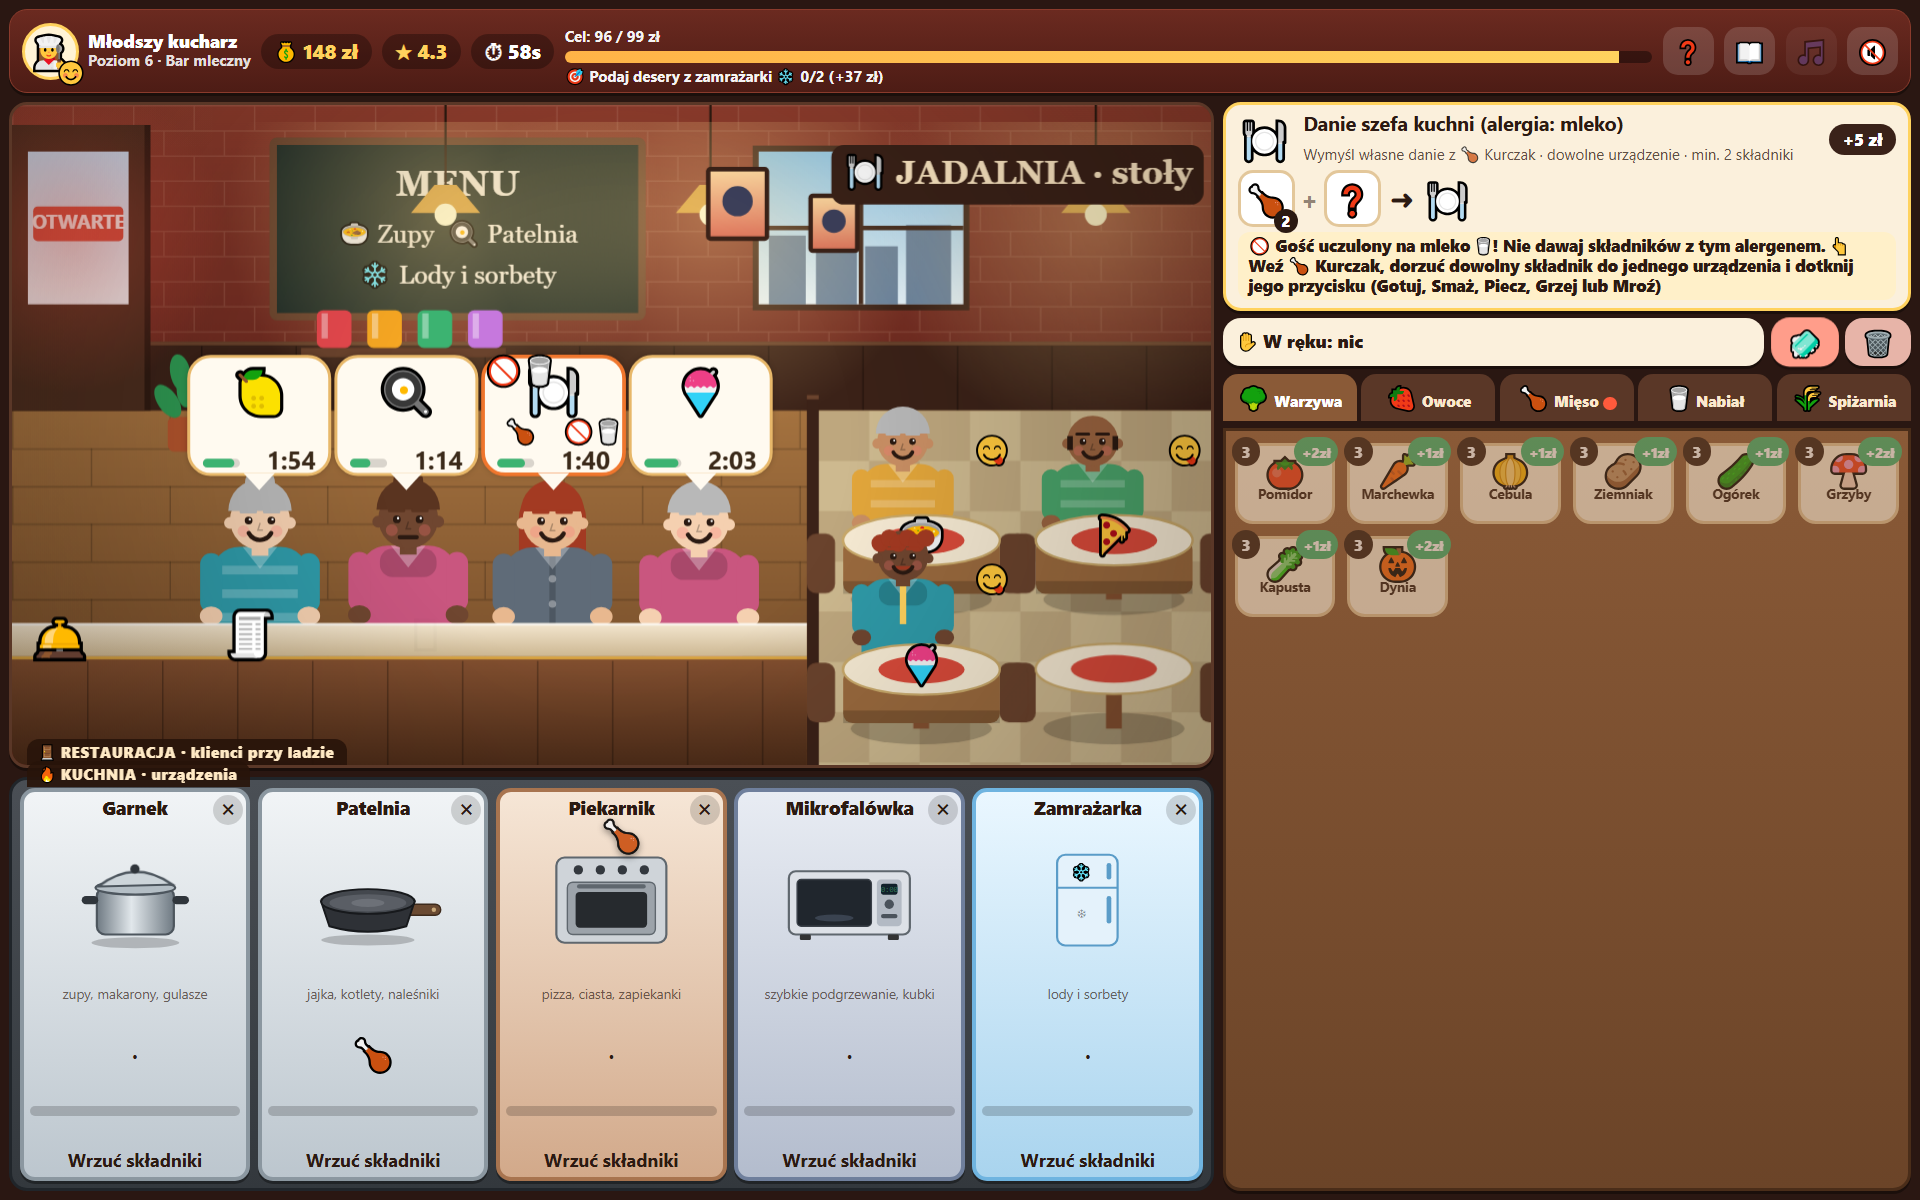 Młodszy kucharz
Poziom 6 · Bar mleczny
148 zł
4.3
58s
Cel: 96 / 99 zł
Podaj desery z zamrażarki 0/2 (+37 zł)
OTWARTE
MENU
Zupy Patelnia
Lody i sorbety
JADALNIA · stoły
1:54
1:14
1:40
2:03
RESTAURACJA · klienci przy ladzie
KUCHNIA · urządzenia
Garnek
zupy, makarony, gulasze
Wrzuć składniki
Patelnia
jajka, kotlety, naleśniki
Wrzuć składniki
Piekarnik
pizza, ciasta, zapiekanki
Wrzuć składniki
Mikrofalówka
szybkie podgrzewanie, kubki
Wrzuć składniki
Zamrażarka
lody i sorbety
Wrzuć składniki
Danie szefa kuchni (alergia: mleko)
Wymyśl własne danie z Kurczak · dowolne urządzenie · min. 2 składniki
+5 zł
2
Gość uczulony na mleko ! Nie dawaj składników z tym alergenem.
Weź Kurczak, dorzuć dowolny składnik do jednego urządzenia i dotknij
jego przycisku (Gotuj, Smaż, Piecz, Grzej lub Mroź)
W ręku: nic
Warzywa
Owoce
Mięso
Nabiał
Spiżarnia
3 +2zł
Pomidor
3 +1zł
Marchewka
3 +1zł
Cebula
3 +1zł
Ziemniak
3 +1zł
Ogórek
3 +2zł
Grzyby
3 +1zł
Kapusta
3 +2zł
Dynia